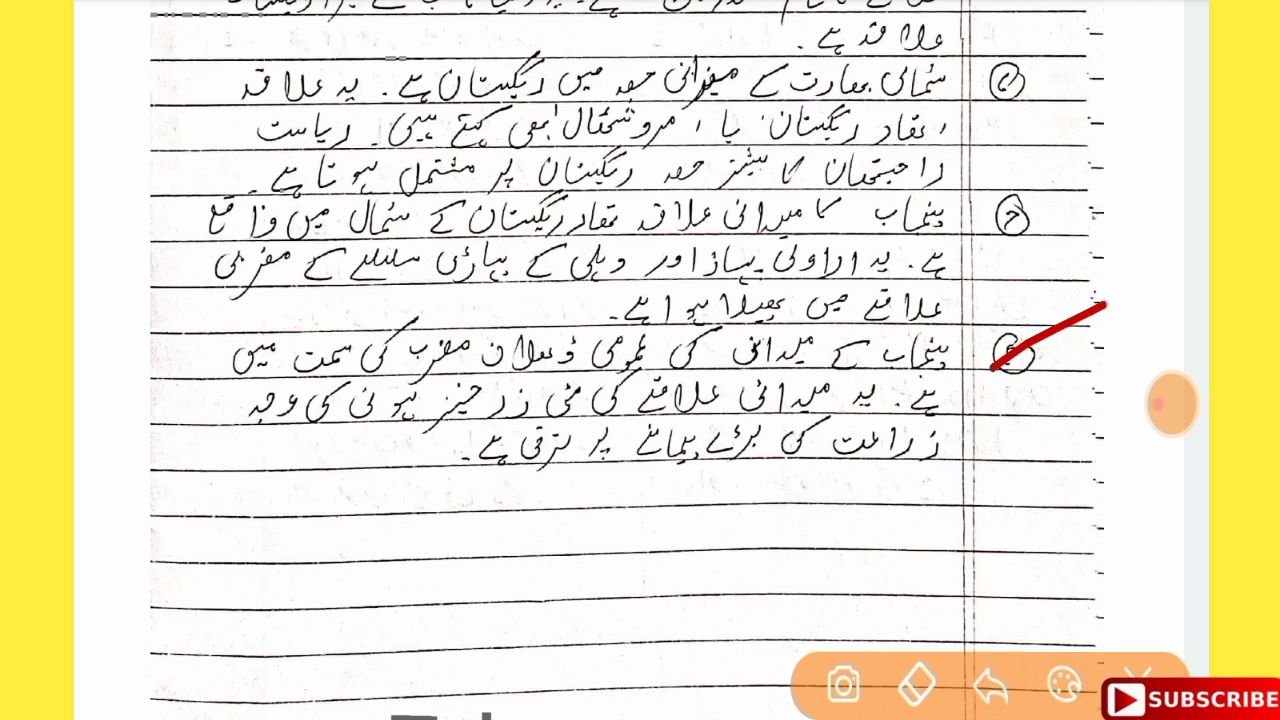 علاقہ ہے۔
شمالی بھارت کے مغربی حصہ میں ریگستان ہے۔ یہ علاقہ
'تھار ریگستان' یا 'مروستھال' بھی کہتے ہیں۔ ریاست
راجستھان کا بیشتر حصہ ریگستان پر مشتمل ہوتا ہے۔
پنجاب کا میدانی علاقہ تھار ریگستان کے شمال میں واقع
ہے۔ یہ اراولی پہاڑ اور دہلی کے پہاڑی سلسلے کے مغربی
علاقے میں پھیلا ہوا ہے۔
پنجاب کے میدانی کی عمومی ڈھلان مغرب کی سمت میں
ہے۔ یہ میدانی علاقے کی مٹی زرخیز ہونی کی وجہ
زراعت کی بڑے پیمانے پر ترقی ہے۔
SUBSCRIBE